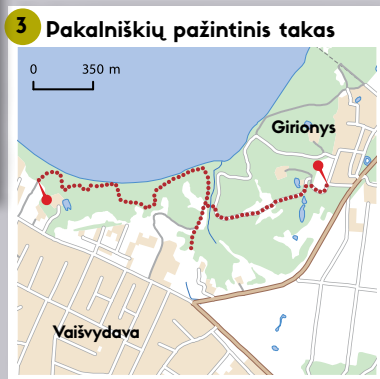 3 Pakalniškių pažintinis takas
0 350 m
Girionys
Vaišvydava